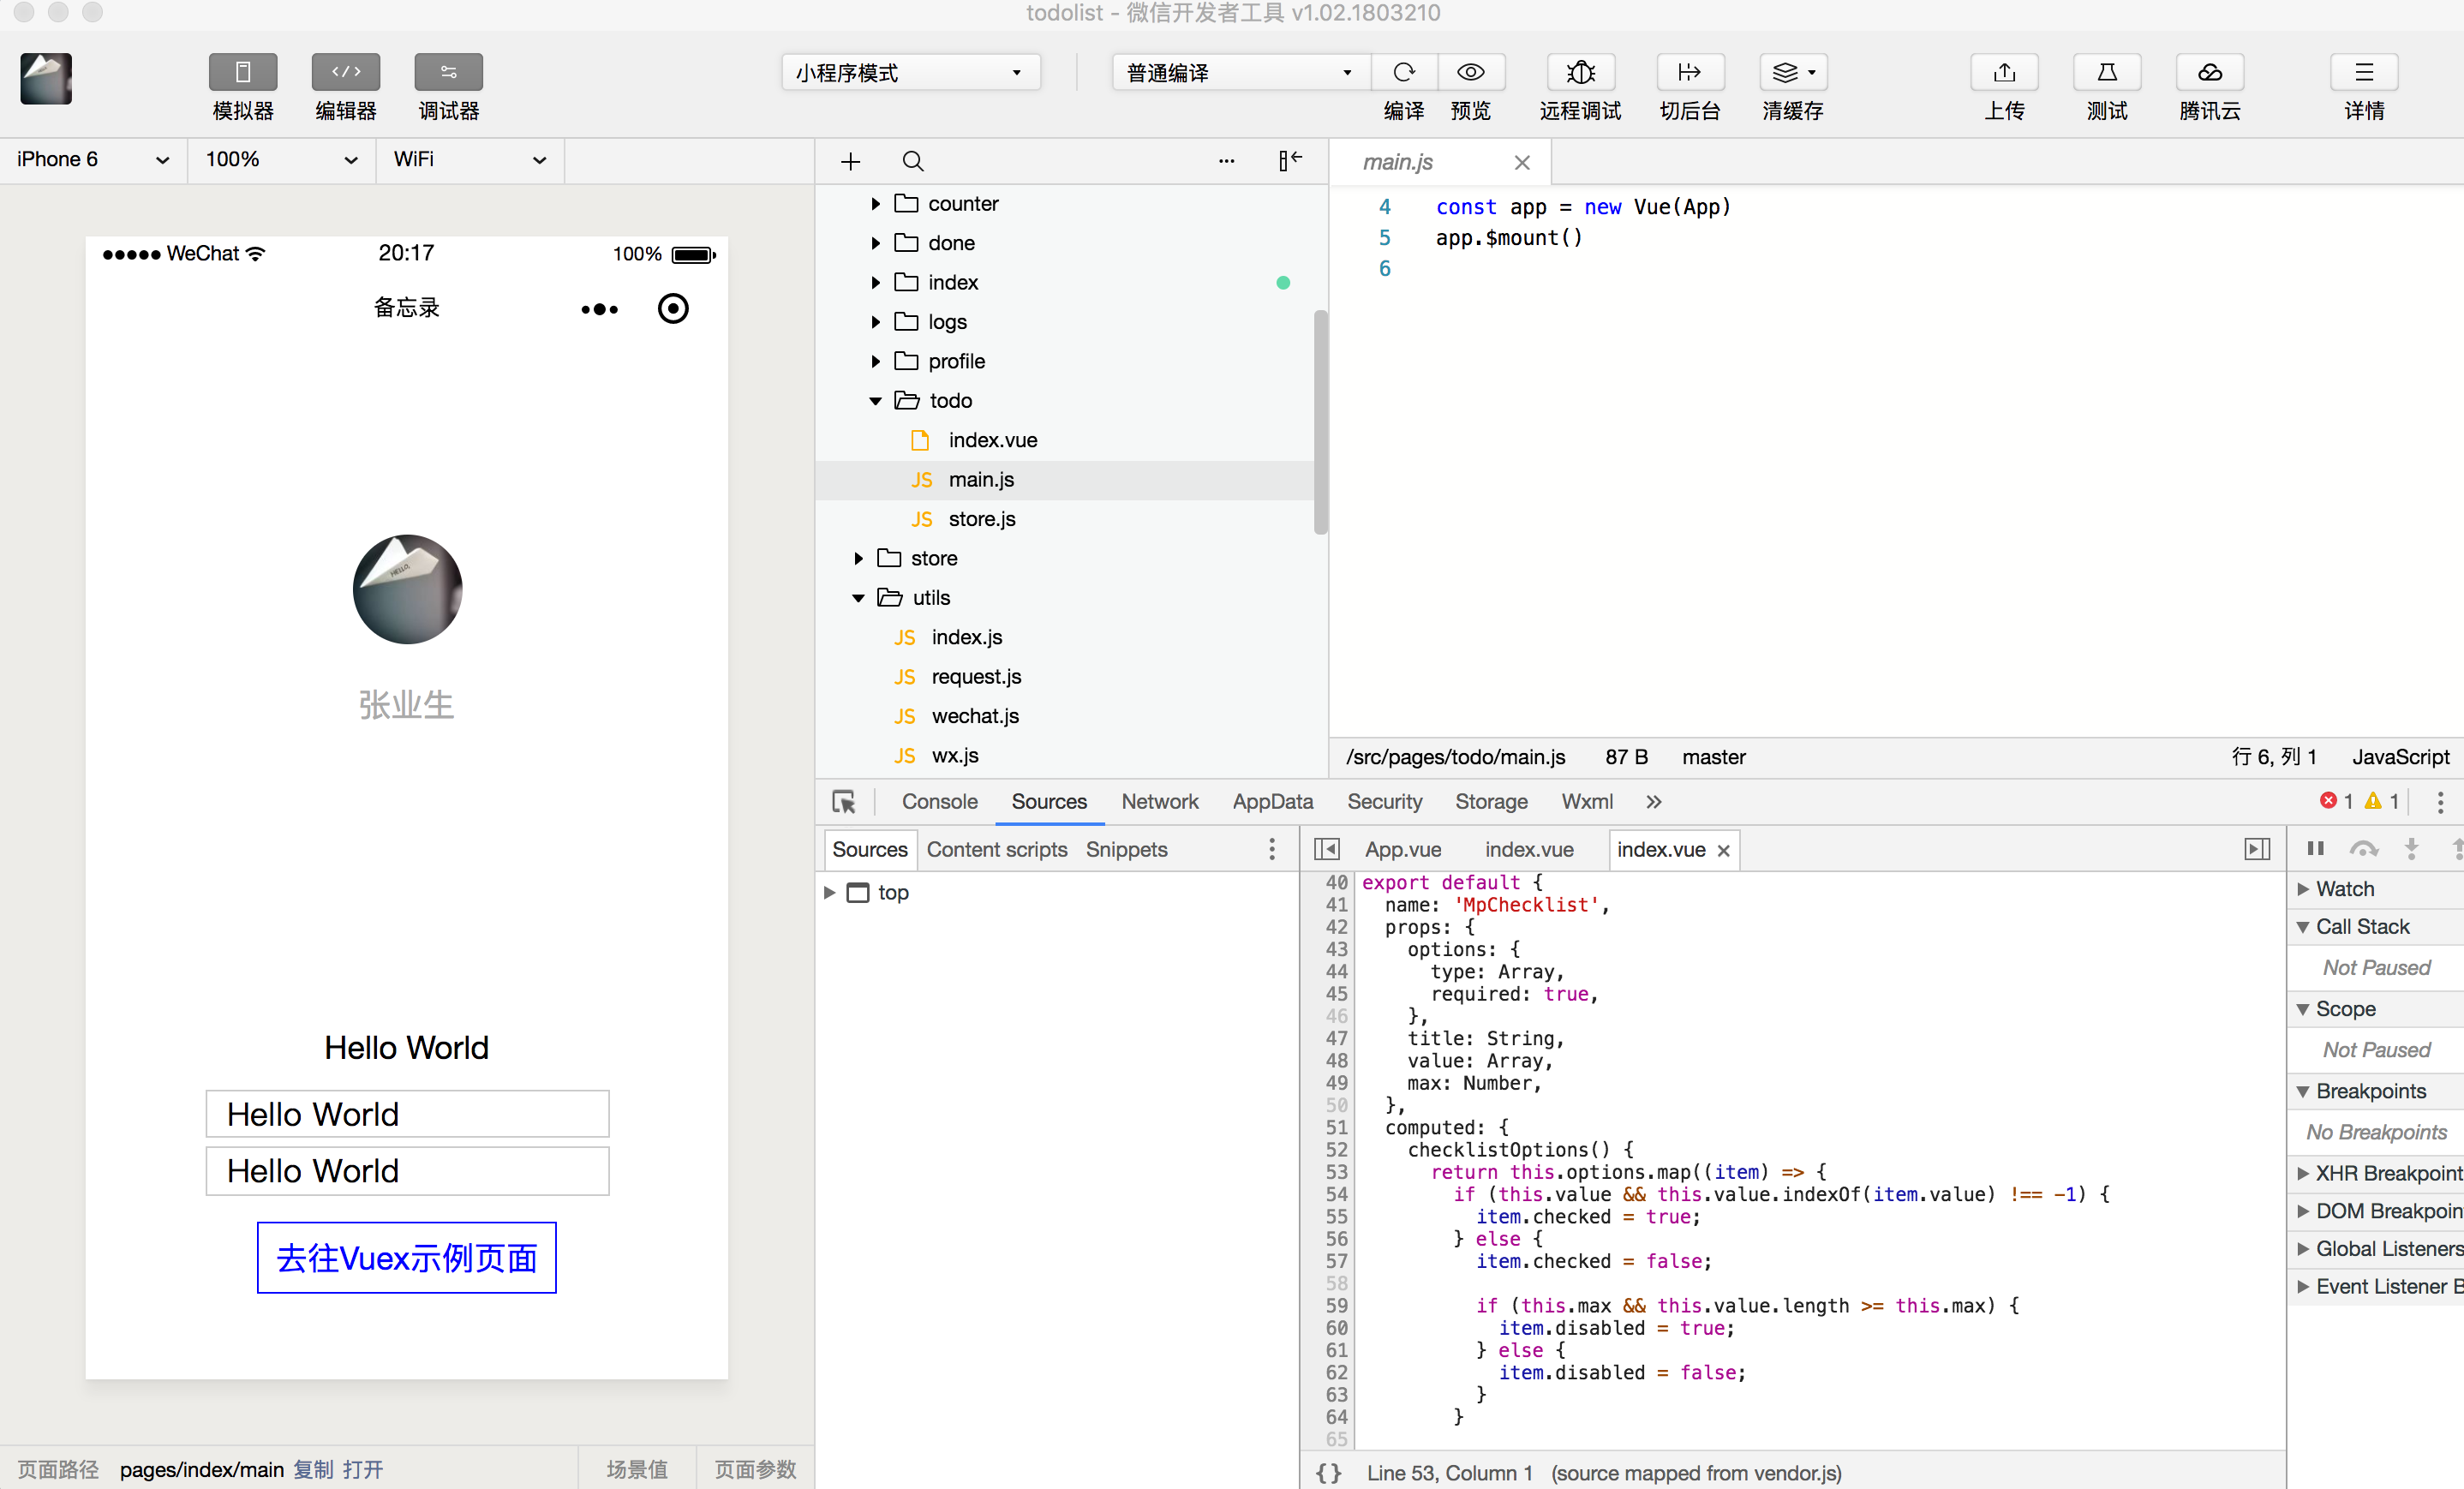 todolist - 微信开发者工具 v1.02.1803210
模拟器 编辑器 调试器
小程序模式 普通编译
编译 预览 远程调试 切后台 清缓存 上传 测试 腾讯云 详情
iPhone 6 100% WiFi
WeChat 20:17 100%
备忘录
张业生
Hello World
Hello World
Hello World
去往Vuex示例页面
页面路径 pages/index/main 复制 打开 场景值 页面参数
counter
done
index
logs
profile
todo
index.vue
JS main.js
JS store.js
store
utils
JS index.js
JS request.js
JS wechat.js
JS wx.js
main.js
4 const app = new Vue(App)
5 app.$mount()
6
/src/pages/todo/main.js 87 B master 行 6, 列 1 JavaScript
Console Sources Network AppData Security Storage Wxml » 1 1
Sources Content scripts Snippets
top
App.vue index.vue index.vue
40 export default {
41 name: 'MpChecklist',
42 props: {
43 options: {
44 type: Array,
45 required: true,
46 },
47 title: String,
48 value: Array,
49 max: Number,
50 },
51 computed: {
52 checklistOptions() {
53 return this.options.map((item) => {
54 if (this.value && this.value.indexOf(item.value) !== -1) {
55 item.checked = true;
56 } else {
57 item.checked = false;
58
59 if (this.max && this.value.length >= this.max) {
60 item.disabled = true;
61 } else {
62 item.disabled = false;
63 }
64 }
65
{} Line 53, Column 1 (source mapped from vendor.js)
Watch
Call Stack
Not Paused
Scope
Not Paused
Breakpoints
No Breakpoints
XHR Breakpoint
DOM Breakpoin
Global Listeners
Event Listener B